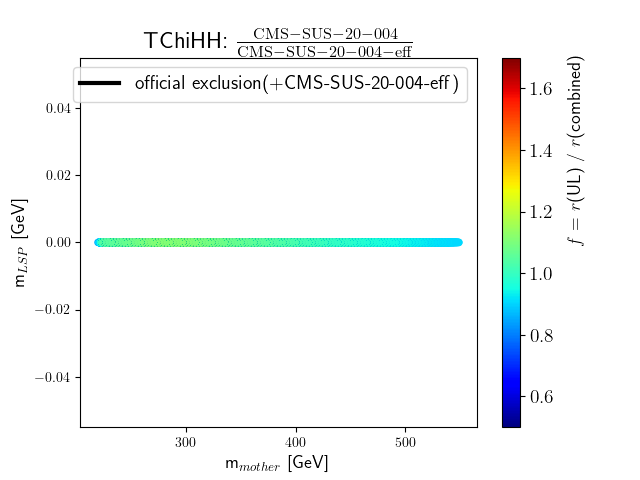 TChiHH: CMS−SUS−20−004
CMS−SUS−20−004−eff
official exclusion(+CMS-SUS-20-004-eff)
0.04
0.02
0.00
−0.02
−0.04
m_LSP [GeV]
300
400
500
m_mother [GeV]
1.6
1.4
1.2
1.0
0.8
0.6
f = r(UL) / r(combined)